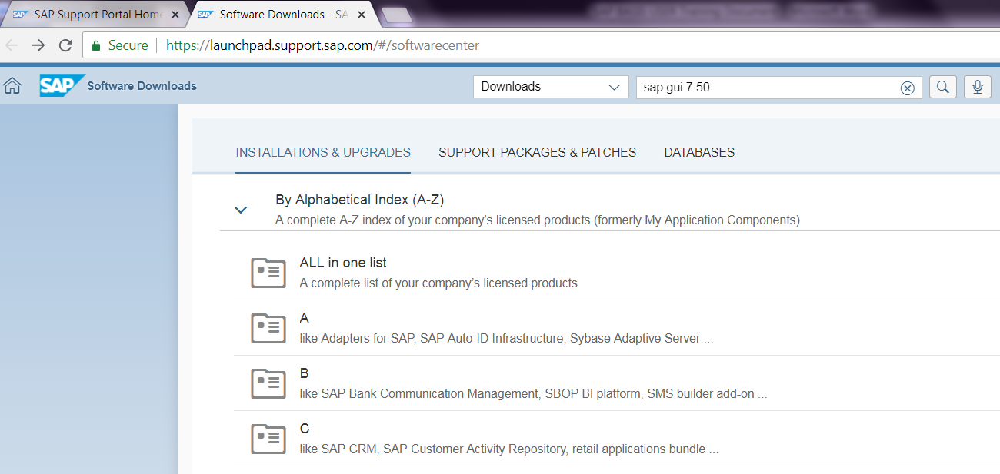 SAP SAP Support Portal Home
SAP Software Downloads - SA
Secure https://launchpad.support.sap.com/#/softwarecenter
SAP Software Downloads Downloads sap gui 7.50
INSTALLATIONS & UPGRADES SUPPORT PACKAGES & PATCHES DATABASES
By Alphabetical Index (A-Z)
A complete A-Z index of your company's licensed products (formerly My Application Components)
ALL in one list
A complete list of your company's licensed products
A
like Adapters for SAP, SAP Auto-ID Infrastructure, Sybase Adaptive Server ...
B
like SAP Bank Communication Management, SBOP BI platform, SMS builder add-on ...
C
like SAP CRM, SAP Customer Activity Repository, retail applications bundle ...